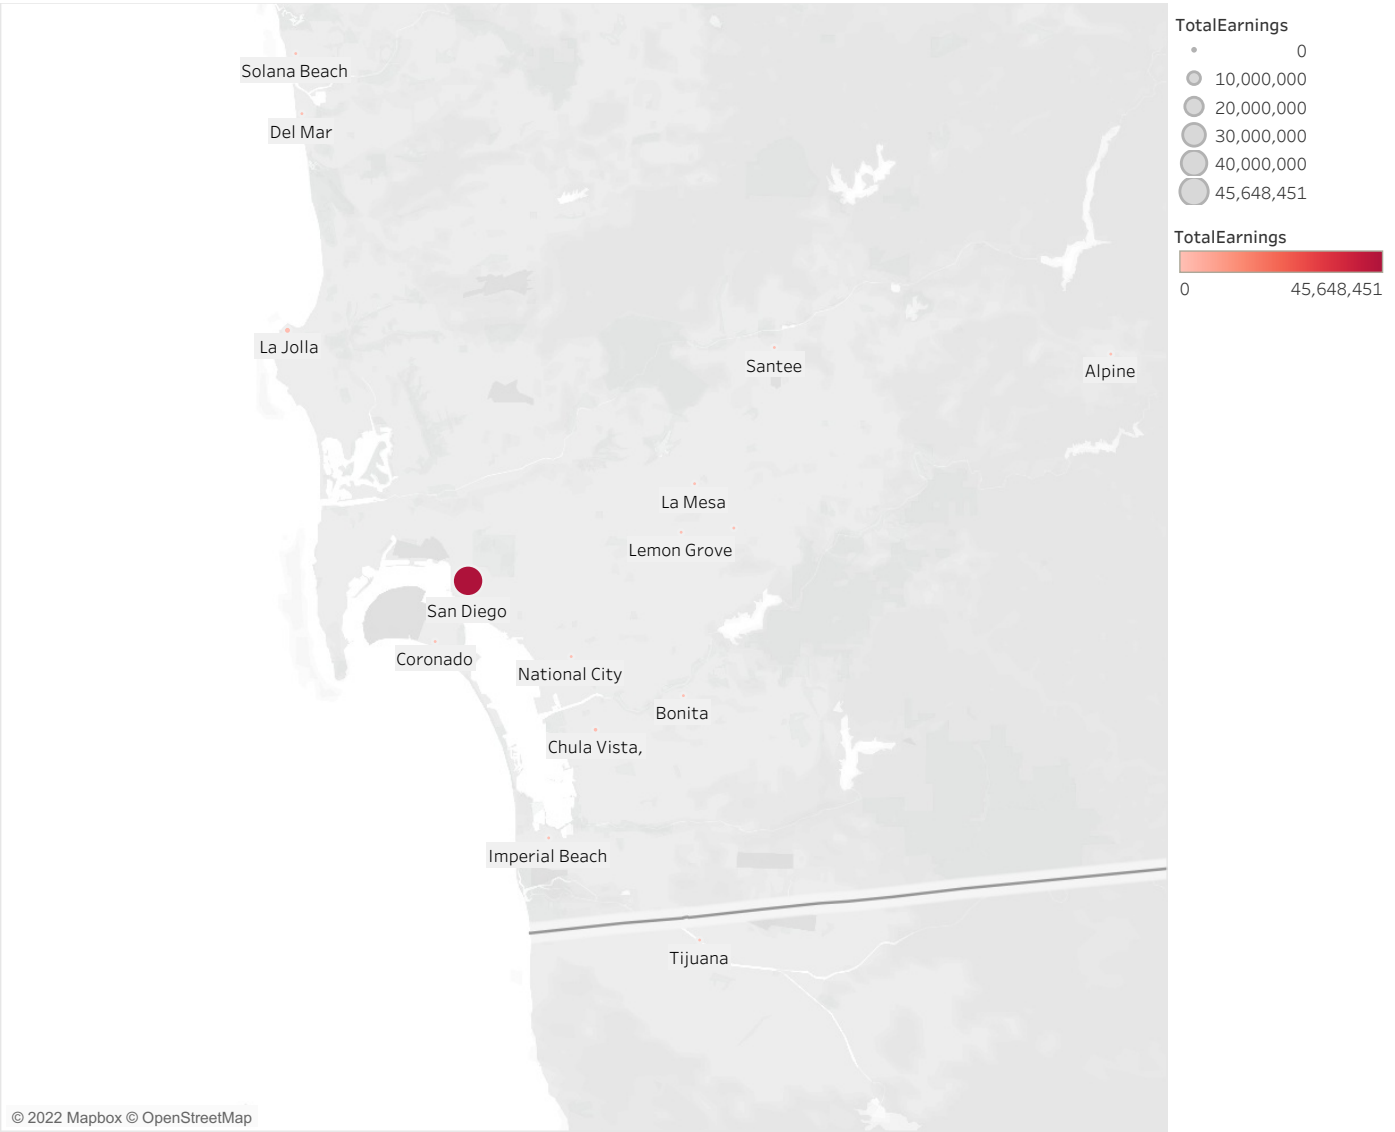 Solana Beach
Del Mar
La Jolla
Santee
Alpine
La Mesa
Lemon Grove
San Diego
Coronado
National City
Bonita
Chula Vista,
Imperial Beach
Tijuana
© 2022 Mapbox © OpenStreetMap
TotalEarnings
0
10,000,000
20,000,000
30,000,000
40,000,000
45,648,451
TotalEarnings
0 45,648,451